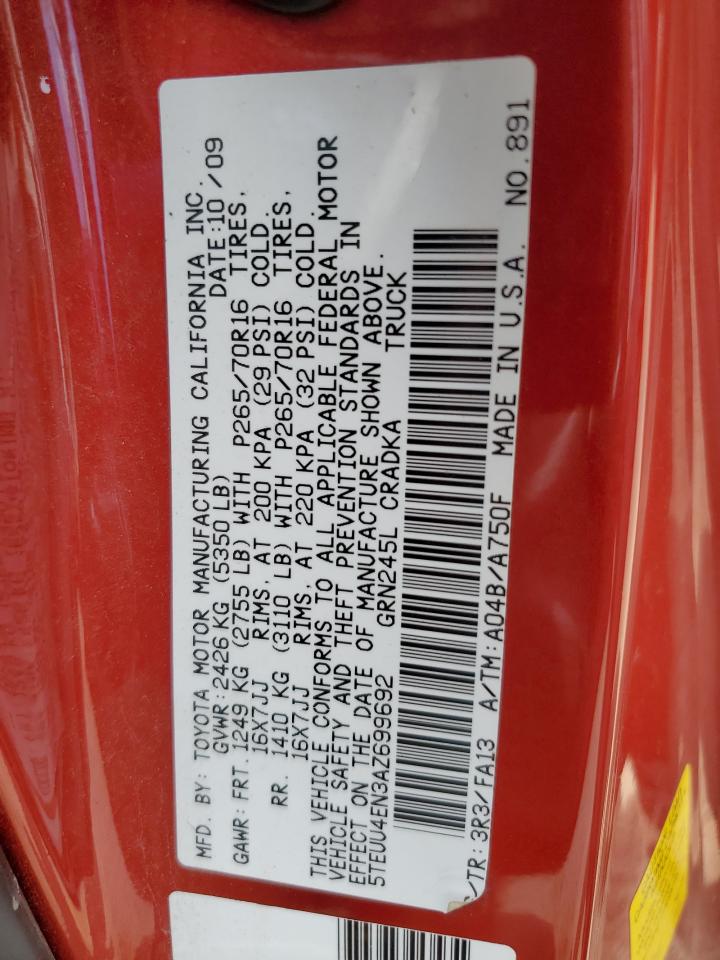 MFD. BY: TOYOTA MOTOR MANUFACTURING CALIFORNIA INC.
GVWR: 2426 KG (5350 LB) DATE: 10 /09
GAWR: FRT. 1249 KG (2755 LB) WITH P265/70R16 TIRES,
16X7JJ RIMS, AT 200 KPA (29 PSI) COLD.
RR. 1410 KG (3110 LB) WITH P265/70R16 TIRES,
16X7JJ RIMS, AT 220 KPA (32 PSI) COLD.
THIS VEHICLE CONFORMS TO ALL APPLICABLE FEDERAL MOTOR
VEHICLE SAFETY AND THEFT PREVENTION STANDARDS IN
EFFECT ON THE DATE OF MANUFACTURE SHOWN ABOVE.
5TEUU4EN3AZ699692 GRN245L CRADKA TRUCK
/TR: 3R3/FA13 A/TM: A04B/A750F MADE IN U.S.A. NO. 891